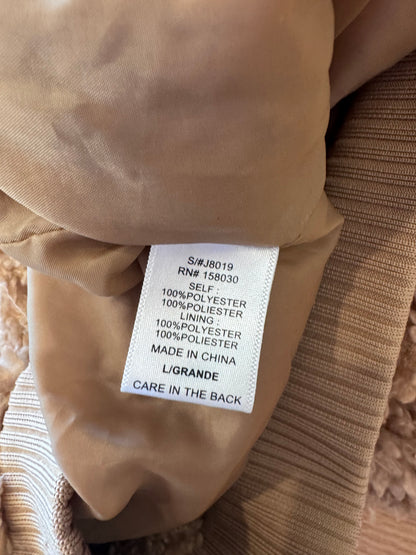 S/#J8019
RN# 158030
SELF :
100%POLYESTER
100%POLIESTER
LINING :
100%POLYESTER
100%POLIESTER
MADE IN CHINA
L/GRANDE
CARE IN THE BACK